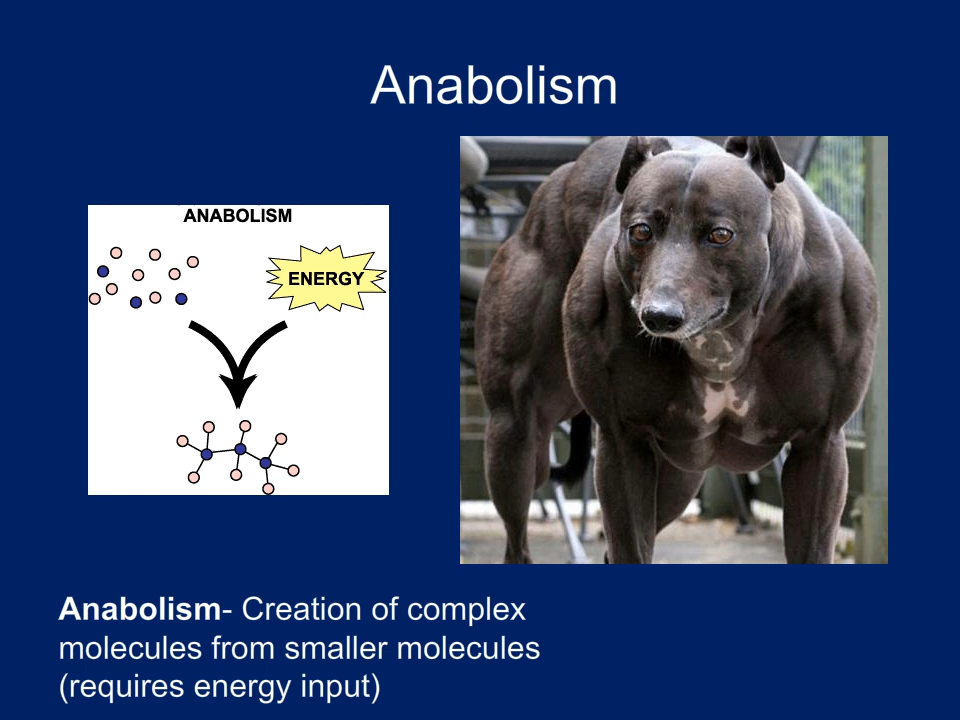 Anabolism
ANABOLISM
ENERGY
Anabolism- Creation of complex
molecules from smaller molecules
(requires energy input)